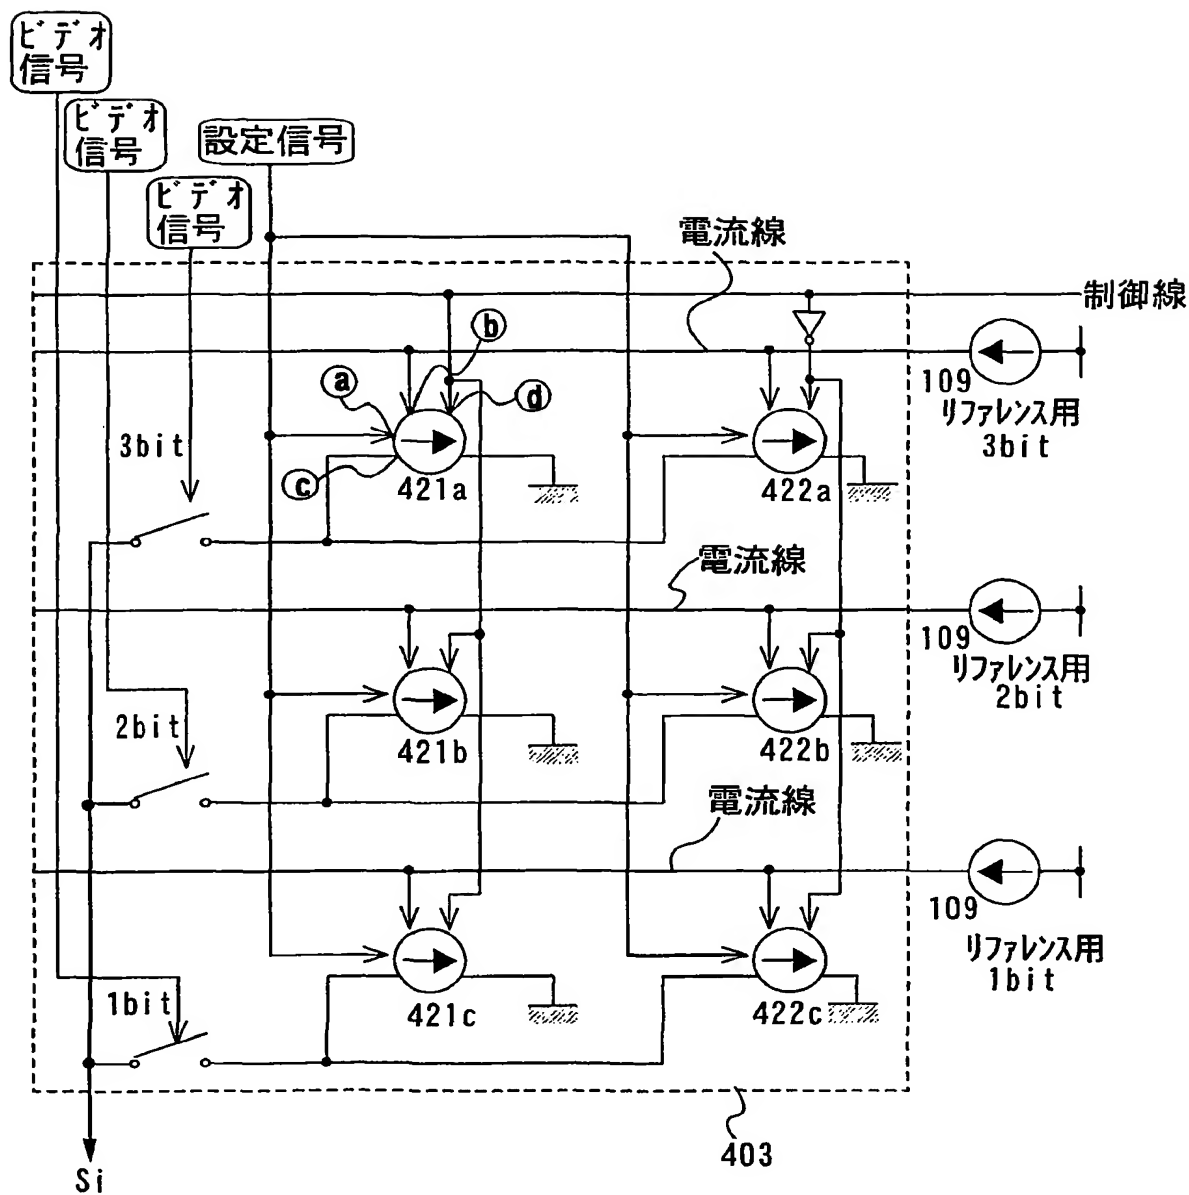 ビデオ
信号
ビデオ
信号
設定信号
ビデオ
信号
電流線
制御線
ⓑ
ⓐ
ⓓ
109
リファレンス用
3bit
3bit
ⓒ
421a
422a
電流線
109
リファレンス用
2bit
2bit
421b
422b
電流線
109
リファレンス用
1bit
1bit
421c
422c
403
Si